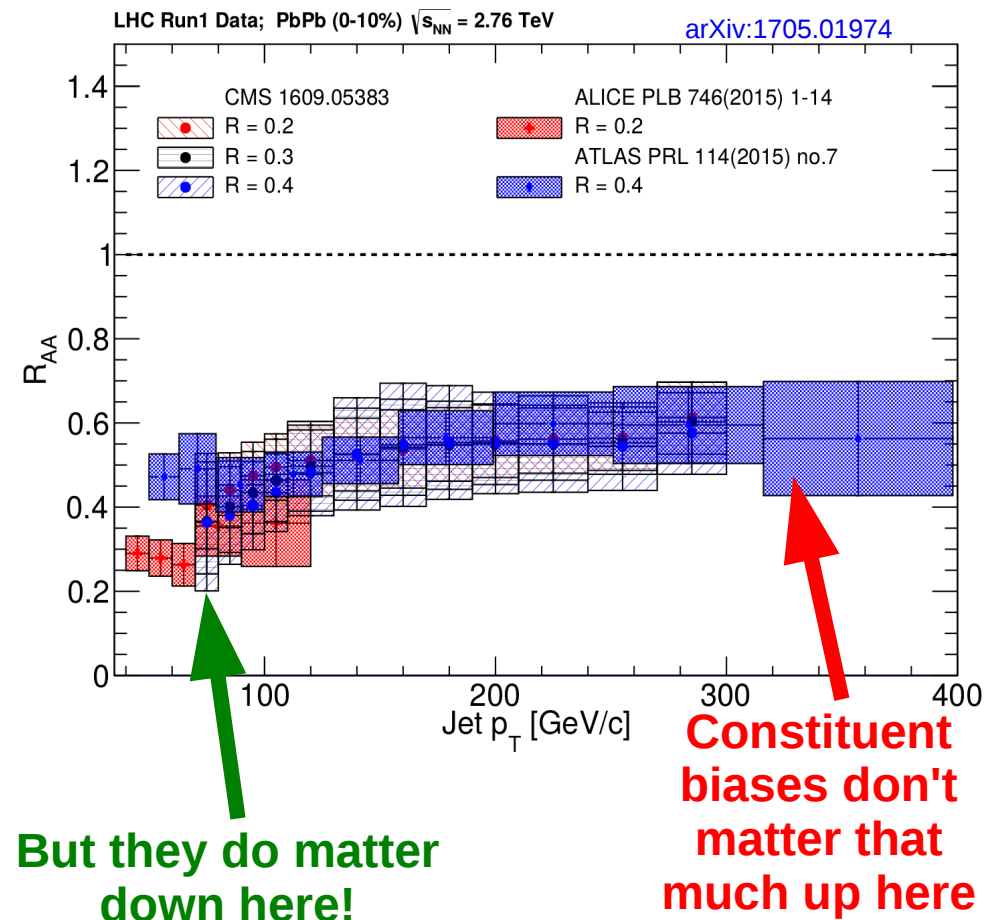 LHC Run1 Data; PbPb (0-10%) √s_NN = 2.76 TeV
arXiv:1705.01974
CMS 1609.05383
R = 0.2
R = 0.3
R = 0.4
ALICE PLB 746(2015) 1-14
R = 0.2
ATLAS PRL 114(2015) no.7
R = 0.4
R_AA
1.4
1.2
1
0.8
0.6
0.4
0.2
0
100
200
300
400
Jet p_T [GeV/c]
Constituent
biases don't
matter that
much up here
But they do matter
down here!